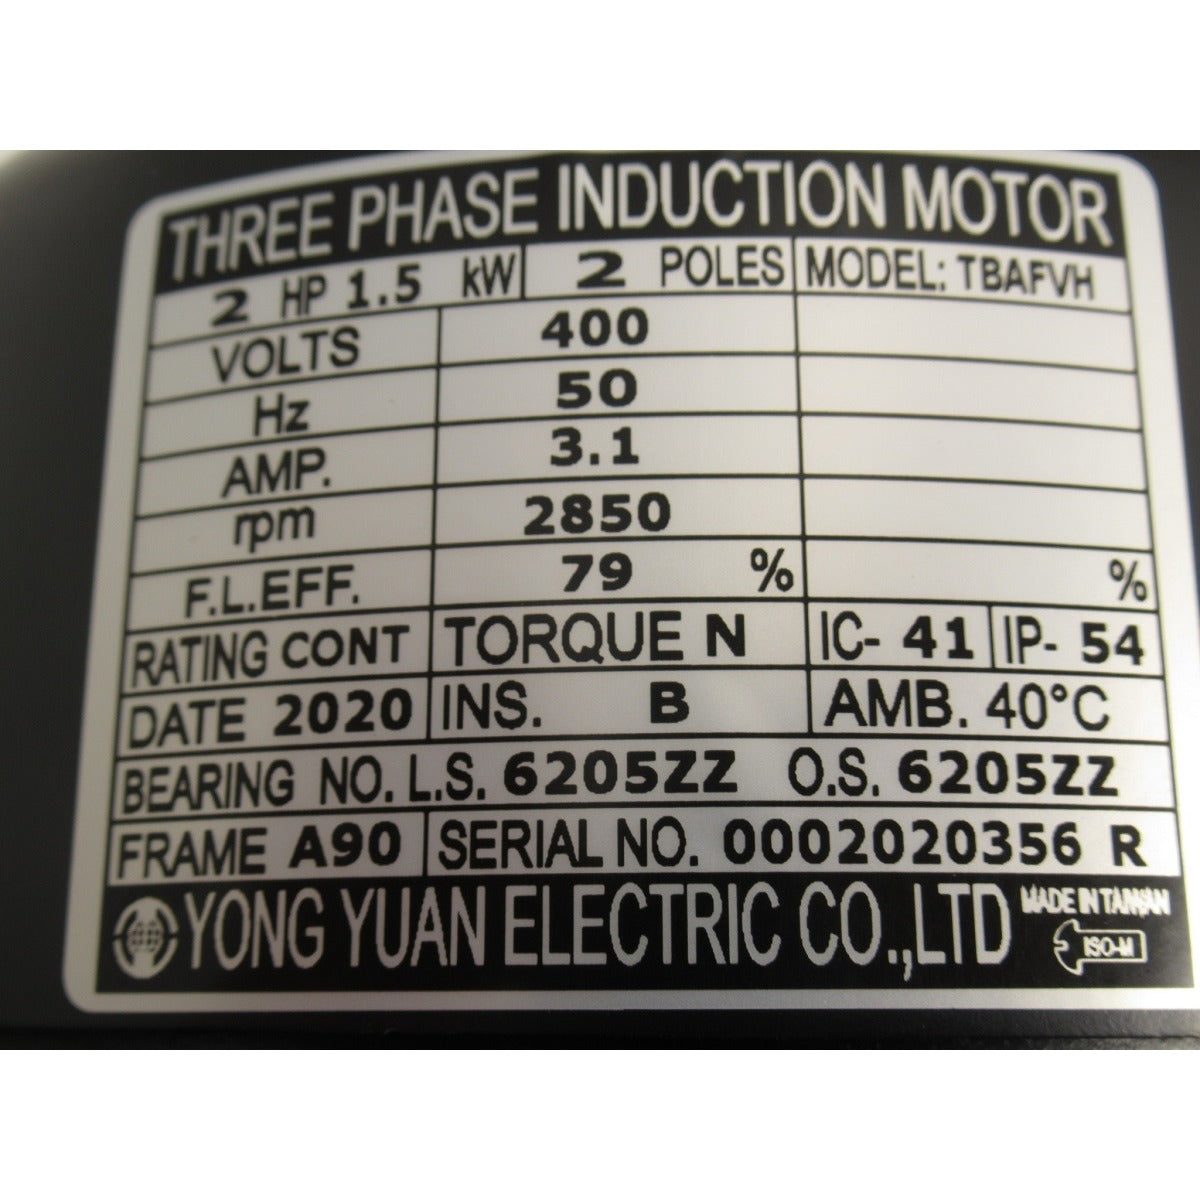 THREE PHASE INDUCTION MOTOR
2 HP 1.5 kW 2 POLES MODEL: TBAFVH
VOLTS 400
Hz 50
AMP. 3.1
rpm 2850
F.L.EFF. 79 % %
RATING CONT TORQUE N IC- 41 IP- 54
DATE 2020 INS. B AMB. 40°C
BEARING NO. L.S. 6205ZZ O.S. 6205ZZ
FRAME A90 SERIAL NO. 0002020356 R
YONG YUAN ELECTRIC CO.,LTD MADE IN TAIWAN
ISO-M